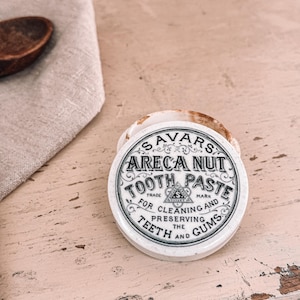 SAVARS
ARECA NUT
TOOTH PASTE
TRADE MARK
FOR CLEANING AND
PRESERVING
THE
TEETH AND GUMS